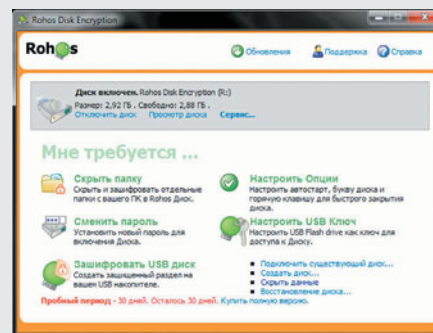 Rohos Disk Encryption
Rohos
Обновления Поддержка Справка
Диск включен. Rohos Disk Encryption (R:)
Размер: 2,92 ГБ . Свободно: 2,88 ГБ .
Отключить диск Просмотр диска Сервис...
Мне требуется ...
Скрыть папку
Скрыть и зашифровать отдельные
папки с вашего ПК в Rohos Диск.
Настроить Опции
Настроить автостарт, букву диска и
горячую клавишу для быстрого закрытия
диска.
Сменить пароль
Установить новый пароль для
включения Диска.
Настроить USB Ключ
Настроить USB Flash drive как ключ для
доступа к Диску.
Зашифровать USB диск
Создать защищенный раздел на
вашем USB накопителе.
Подключить существующий диск...
Создать диск...
Скрыть данные
Восстановление диска...
Пробный период - 30 дней. Осталось 30 дней. Купить полную версию.